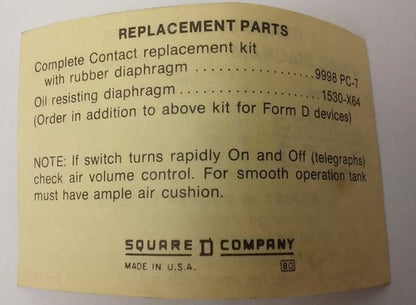 REPLACEMENT PARTS
Complete Contact replacement kit
with rubber diaphragm ..................9998 PC-7
Oil resisting diaphragm......................1530-X64
(Order in addition to above kit for Form D devices)
NOTE: If switch turns rapidly On and Off (telegraphs)
check air volume control. For smooth operation tank
must have ample air cushion.
SQUARE D COMPANY
MADE IN U.S.A. 80